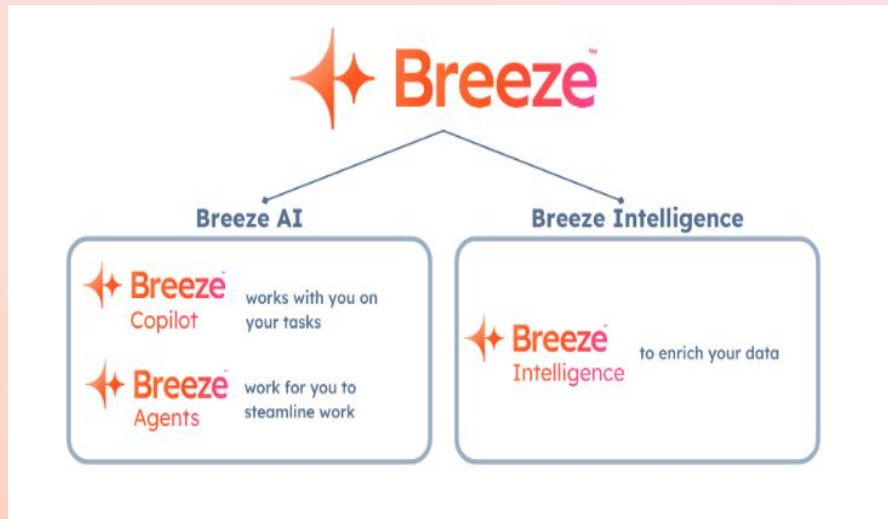 Breeze™
Breeze AI
Breeze Intelligence
Breeze
Copilot
works with you on
your tasks
Breeze
Agents
work for you to
steamline work
Breeze
Intelligence
to enrich your data